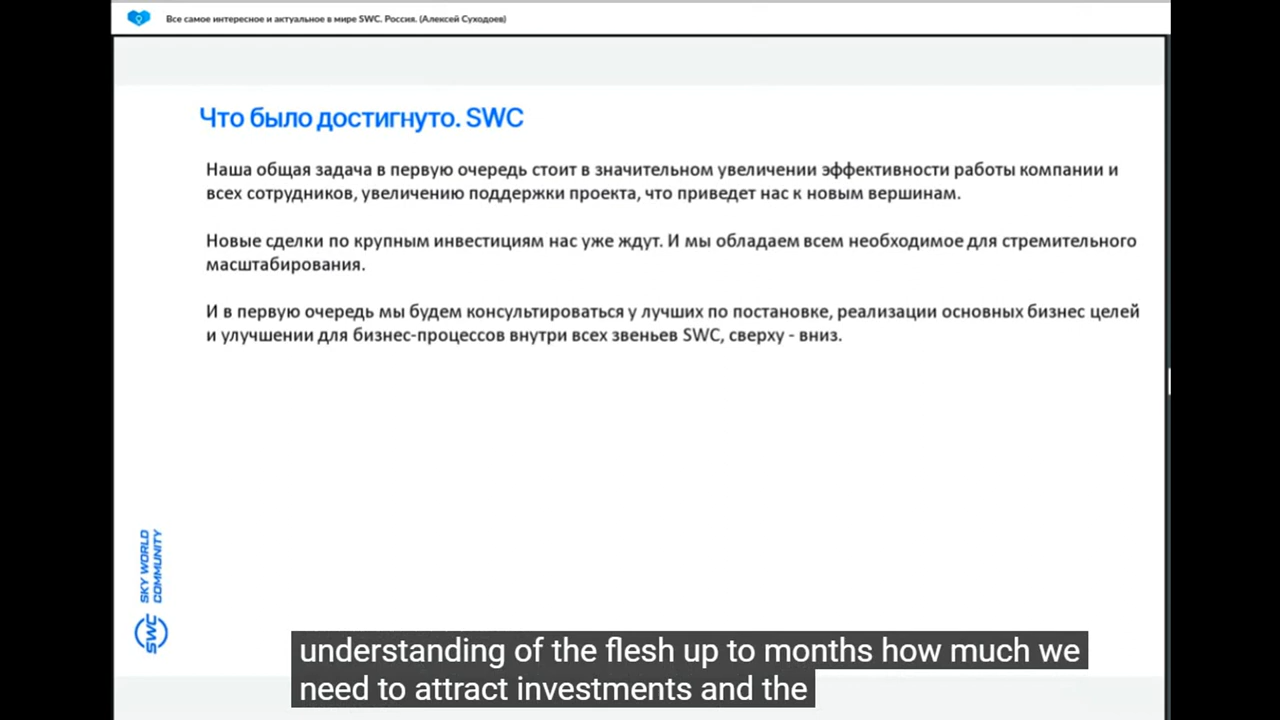 Все самое интересное и актуальное в мире SWC. Россия. (Алексей Суходоев)
Что было достигнуто. SWC
Наша общая задача в первую очередь стоит в значительном увеличении эффективности работы компании и
всех сотрудников, увеличению поддержки проекта, что приведет нас к новым вершинам.
Новые сделки по крупным инвестициям нас уже ждут. И мы обладаем всем необходимое для стремительного
масштабирования.
И в первую очередь мы будем консультироваться у лучших по постановке, реализации основных бизнес целей
и улучшении для бизнес-процессов внутри всех звеньев SWC, сверху - вниз.
SKY WORLD
COMMUNITY
SWC
understanding of the flesh up to months how much we
need to attract investments and the